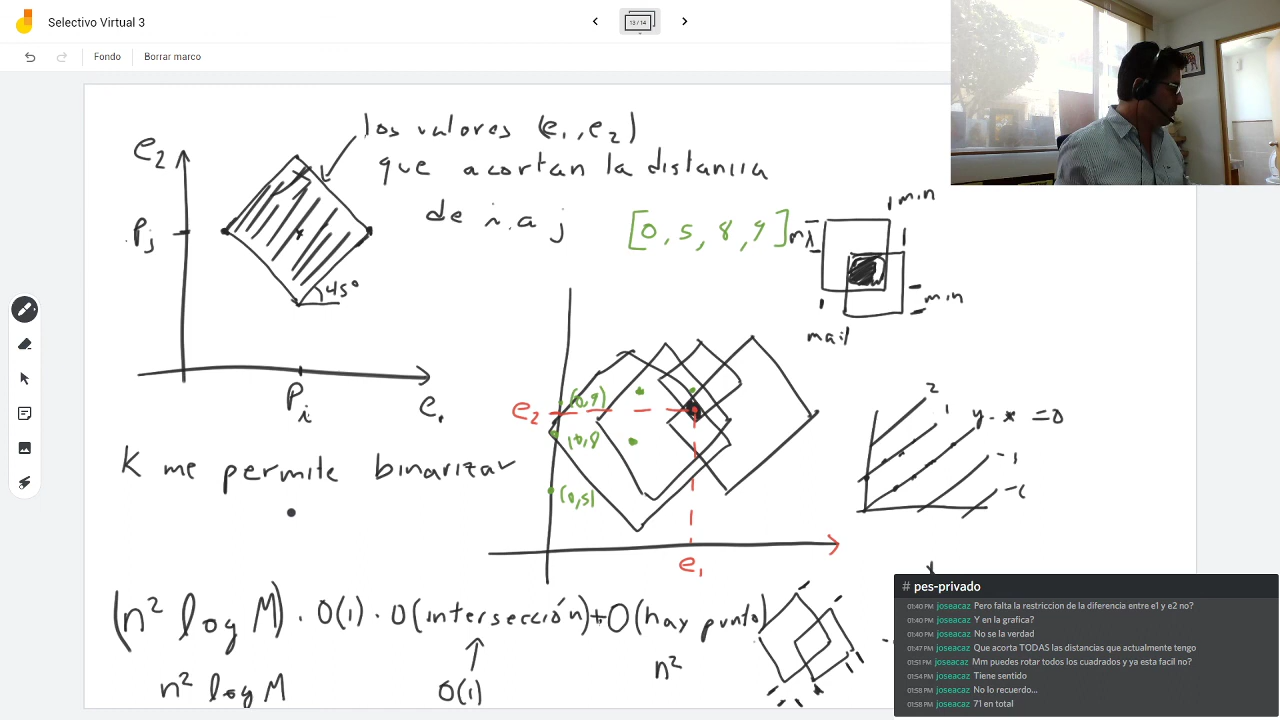 Selectivo Virtual 3
13 / 14
Fondo
Borrar marco
e2
Pj
45°
Pi
e1
los valores (e1, e2)
que acortan la distancia
de i a j
[0, 5, 8, 9]
min
min
(0,9)
(0,8
(0,5)
e2
e1
2
1
y-x =0
-1
K me permite binarizar
(n² log M) · O(1) · O(intersección) + O(hay punto)
n² log M
O(1)
n²
# pes-privado
01:40 PM joseacaz Pero falta la restriccion de la diferencia entre e1 y e2 no?
01:40 PM joseacaz Y en la grafica?
01:40 PM joseacaz No se la verdad
01:47 PM joseacaz Que acorta TODAS las distancias que actualmente tengo
01:51 PM joseacaz Mm puedes rotar todos los cuadrados y ya esta facil no?
01:54 PM joseacaz Tiene sentido
01:58 PM joseacaz No lo recuerdo...
01:58 PM joseacaz 71 en total